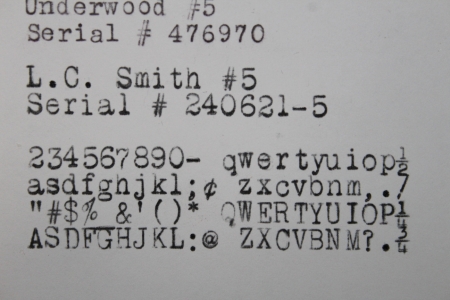 Underwood #5
Serial # 476970
L.C. Smith #5
Serial # 240621-5
234567890- qwertyuiop½
asdfghjkl;¢ zxcvbnm,./
"#$%_&'()* QWERTYUIOP¼
ASDFGHJKL:@ ZXCVBNM?.¾